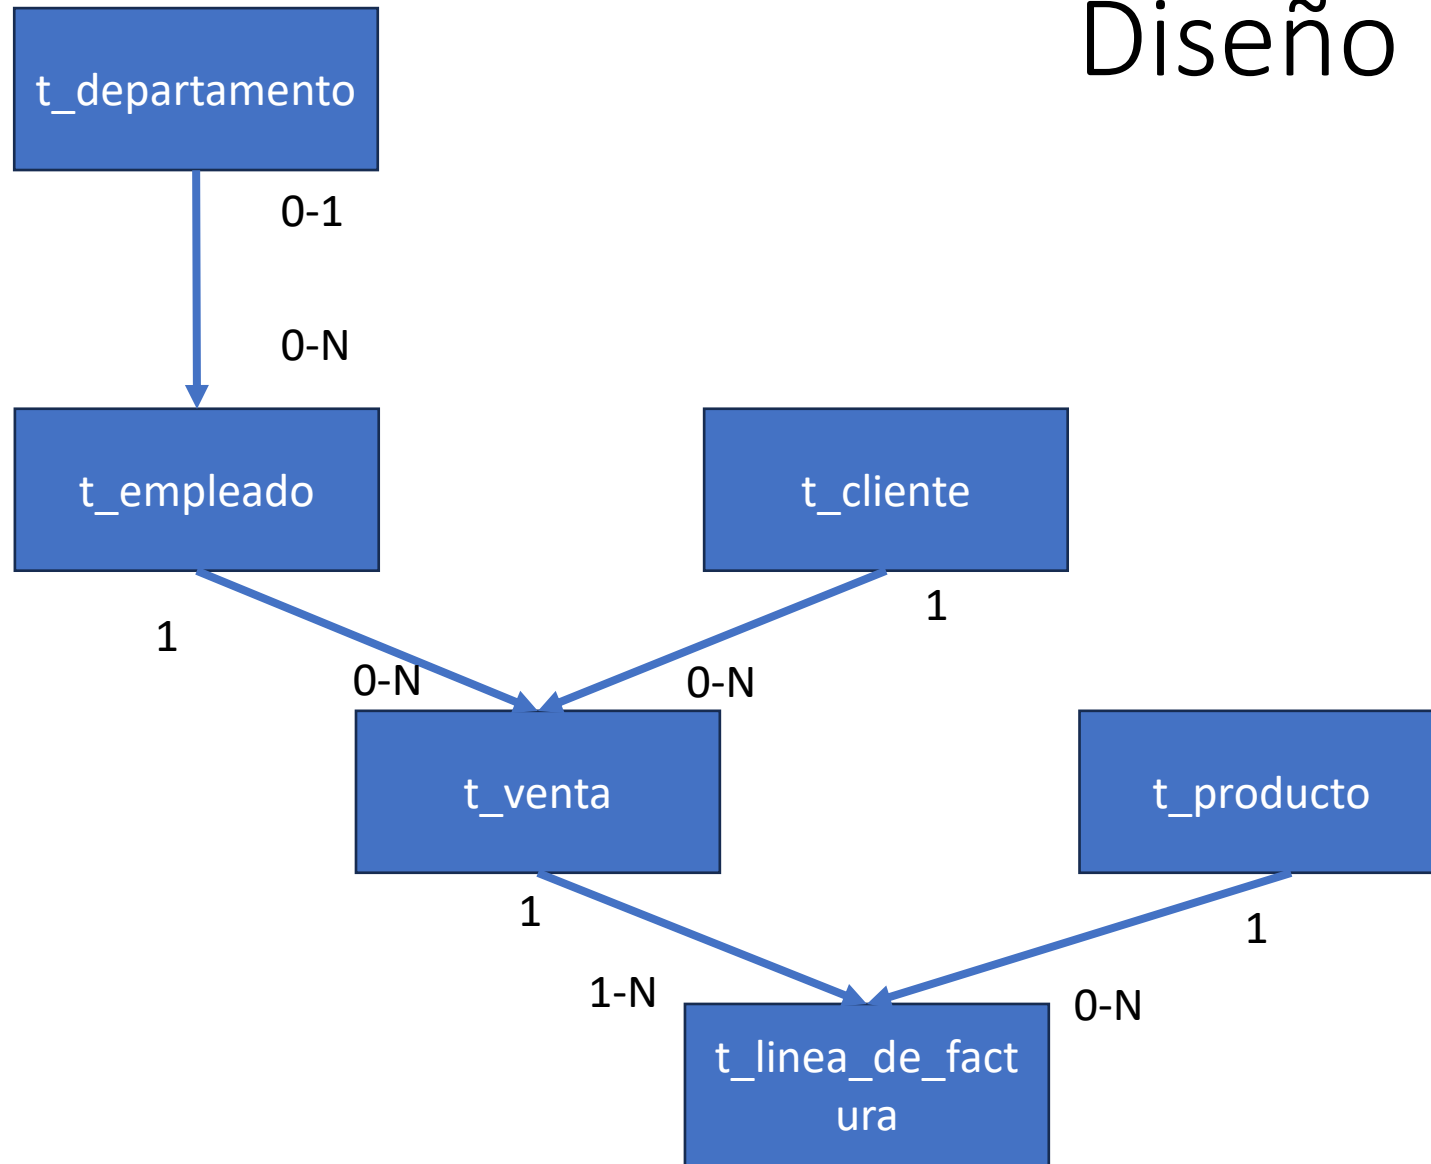 Diseño
t_departamento
0-1
0-N
t_empleado
t_cliente
1
1
0-N
0-N
t_venta
t_producto
1
1
1-N
0-N
t_linea_de_fact
ura